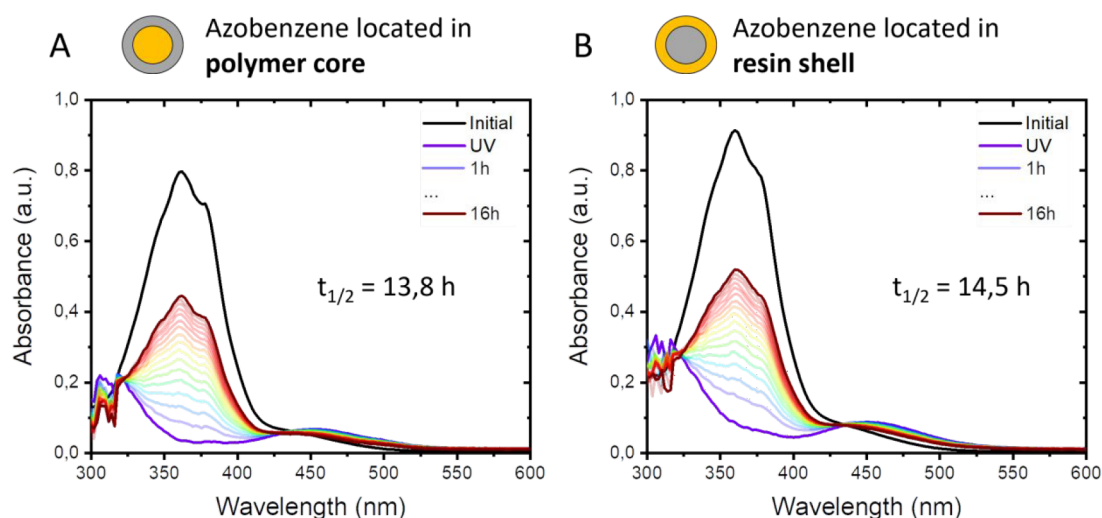 A
Azobenzene located in
polymer core
1,0
0,8
0,6
0,4
0,2
0,0
Absorbance (a.u.)
300 350 400 450 500 550 600
Wavelength (nm)
Initial
UV
1h
...
16h
t1/2 = 13,8 h
B
Azobenzene located in
resin shell
1,0
0,8
0,6
0,4
0,2
0,0
Absorbance (a.u.)
300 350 400 450 500 550 600
Wavelength (nm)
Initial
UV
1h
...
16h
t1/2 = 14,5 h